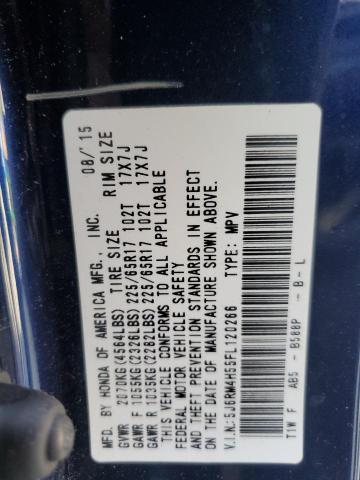 MFD. BY HONDA OF AMERICA MFG., INC. 08/'15
GVWR 2070KG(4564LBS) TIRE SIZE RIM SIZE
GAWR F 1055KG(2326LBS) 225/65R17 102T 17X7J
GAWR R 1035KG(2282LBS) 225/65R17 102T 17X7J
THIS VEHICLE CONFORMS TO ALL APPLICABLE
FEDERAL MOTOR VEHICLE SAFETY
AND THEFT PREVENTION STANDARDS IN EFFECT
ON THE DATE OF MANUFACTURE SHOWN ABOVE.
V.I.N.:5J6RM4H55FL120266 TYPE: MPV
T1W F AB5 - B588P - B - L